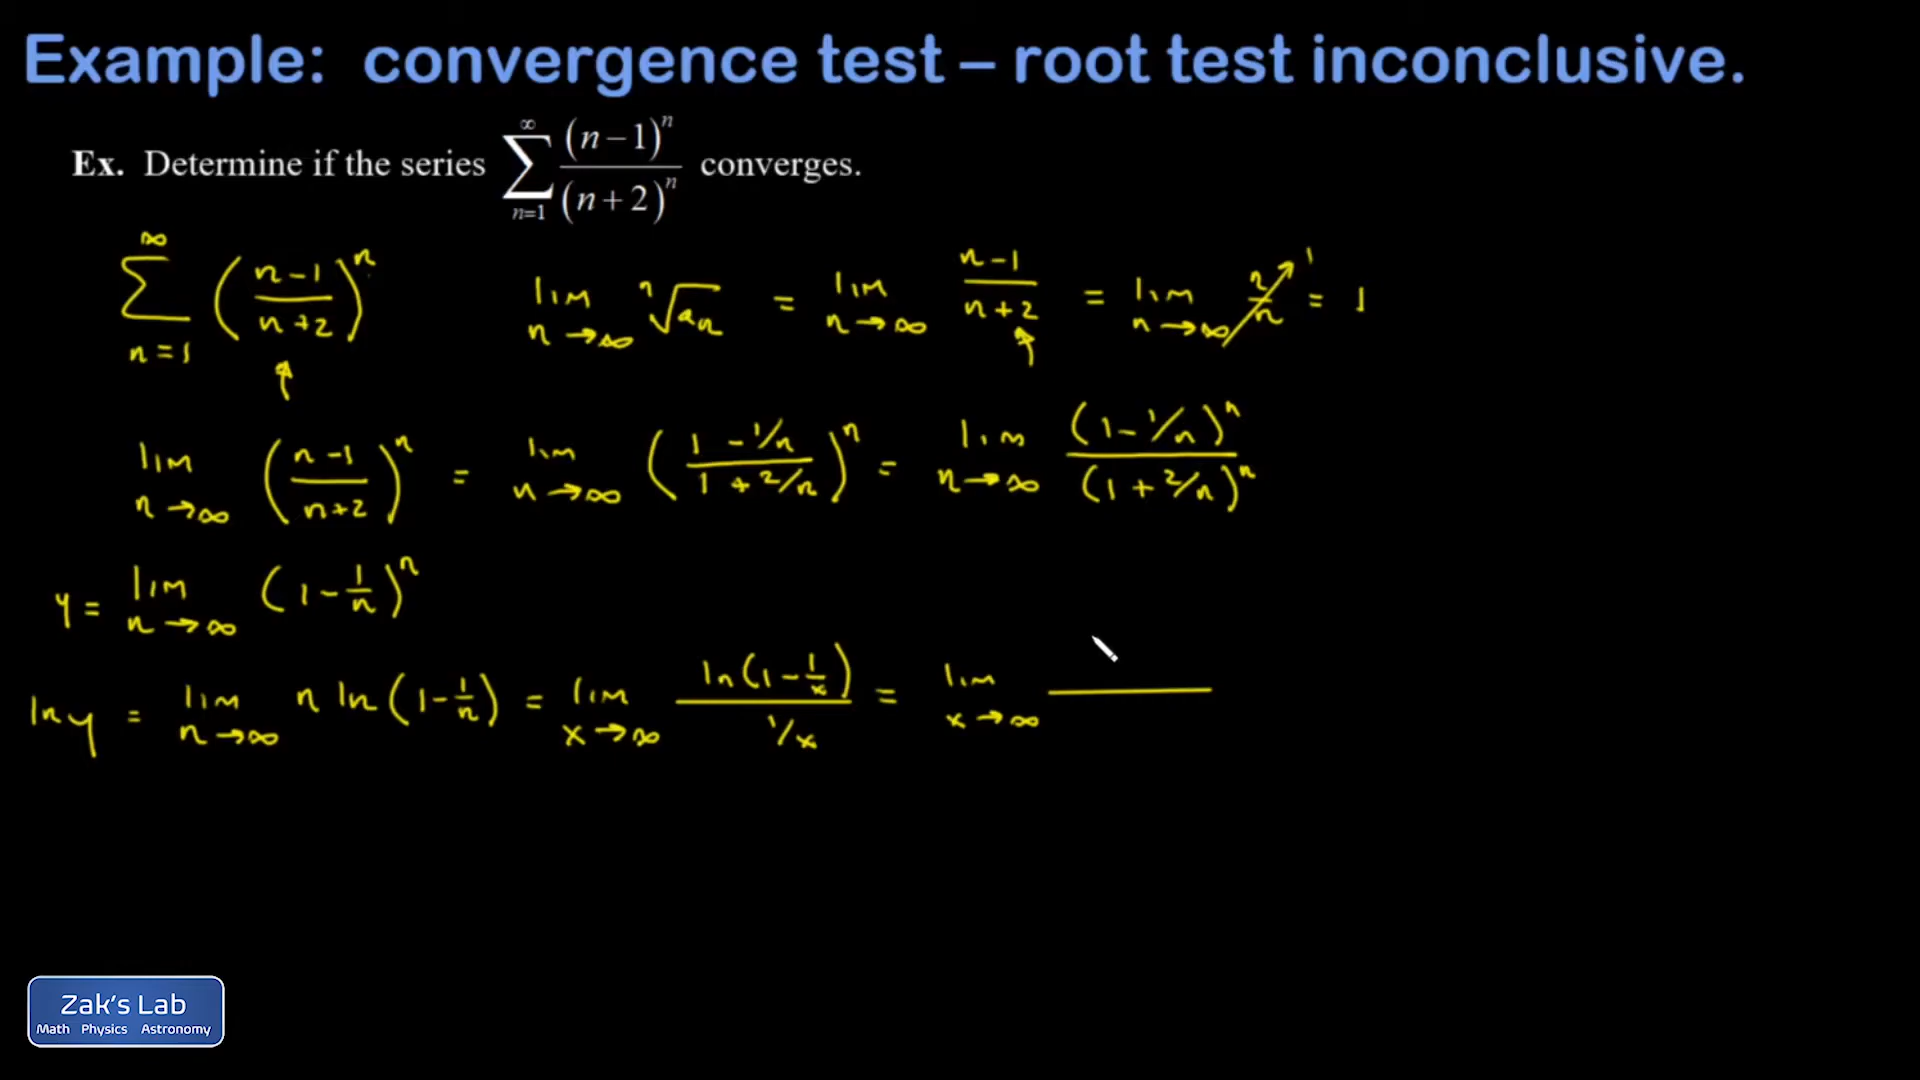 Example: convergence test – root test inconclusive.
Ex. Determine if the series ∑_{n=1}^{∞} (n−1)^n / (n+2)^n converges.
∑_{n=1}^{∞} ((n−1)/(n+2))^n    lim_{n→∞} ⁿ√a_n = lim_{n→∞} (n−1)/(n+2) = lim_{n→∞} n/n ↗1 = 1
lim_{n→∞} ((n−1)/(n+2))^n = lim_{n→∞} ((1−1/n)/(1+2/n))^n = lim_{n→∞} (1−1/n)^n / (1+2/n)^n
y = lim_{n→∞} (1−1/n)^n
ln y = lim_{n→∞} n ln(1−1/n) = lim_{x→∞} ln(1−1/x) / (1/x) = lim_{x→∞}
Zak's Lab
Math Physics Astronomy